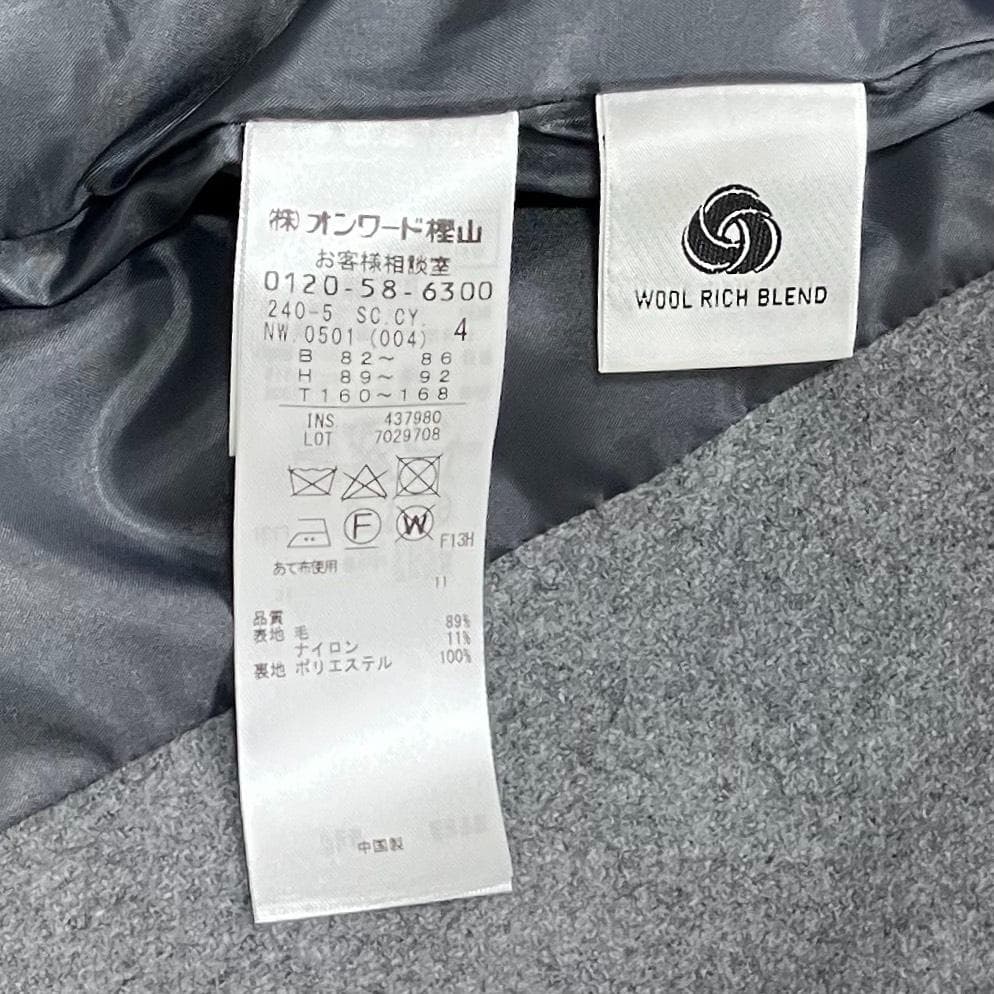 ㈱オンワード樫山
お客様相談室
0120-58-6300
240-5 SC.CY.
NW.0501 (004) 4
B 82～ 86
H 89～ 92
T 160～168
INS 437980
LOT 7029708
F W F13H
あて布使用
11
品質
表地 毛 89%
ナイロン 11%
裏地 ポリエステル 100%
中国製
WOOL RICH BLEND